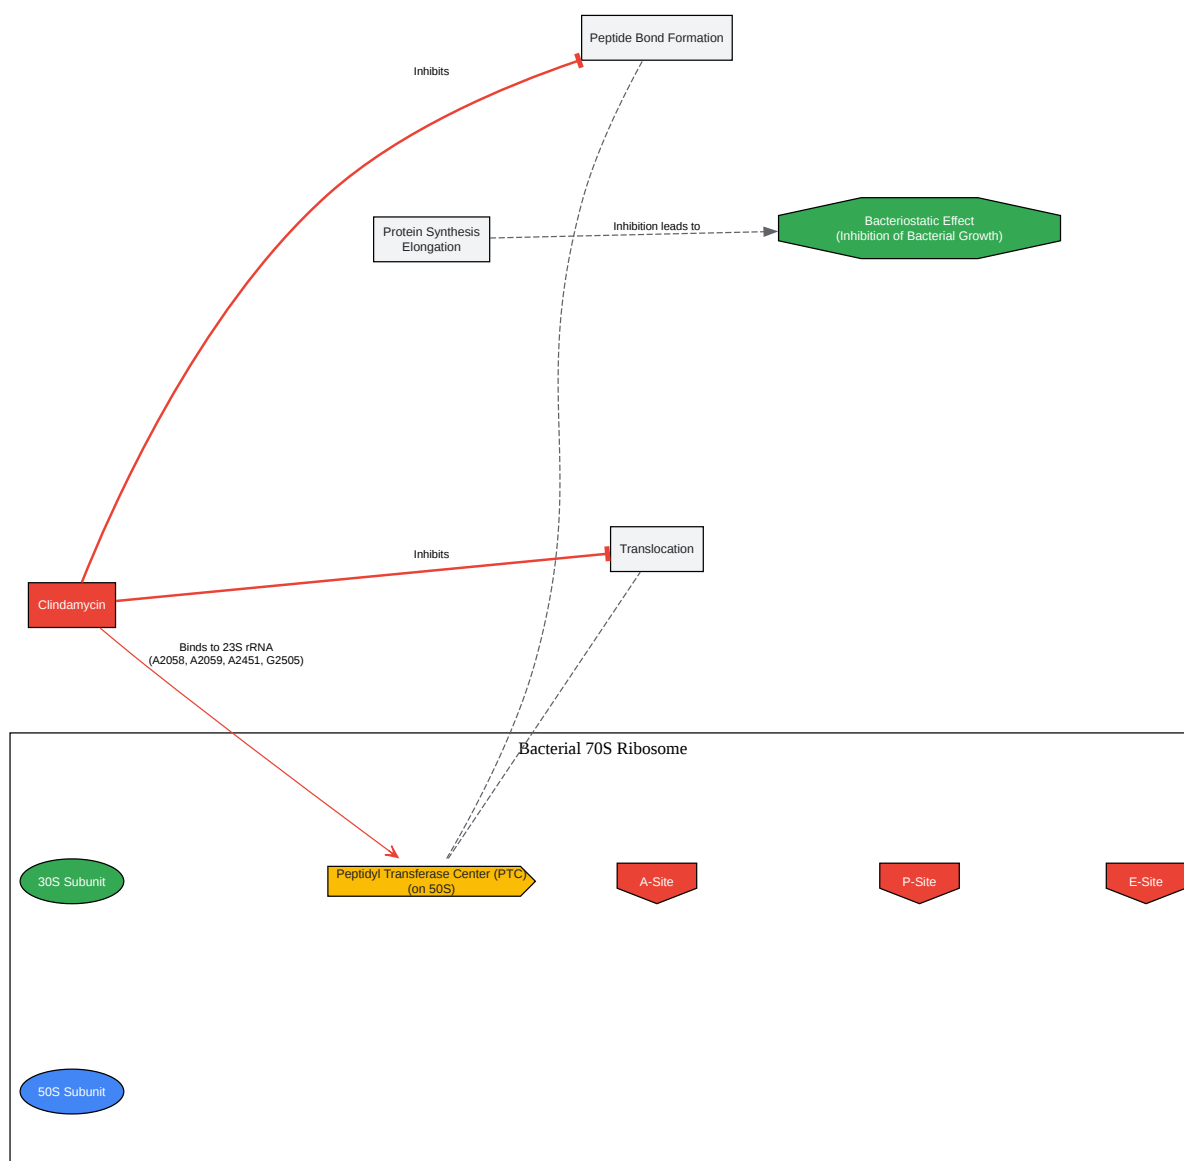 Peptide Bond Formation
Inhibits
Protein Synthesis
Elongation
Inhibition leads to
Bacteriostatic Effect
(Inhibition of Bacterial Growth)
Inhibits
Translocation
Clindamycin
Binds to 23S rRNA
(A2058, A2059, A2451, G2505)
Bacterial 70S Ribosome
30S Subunit
Peptidyl Transferase Center (PTC)
(on 50S)
A-Site
P-Site
E-Site
50S Subunit